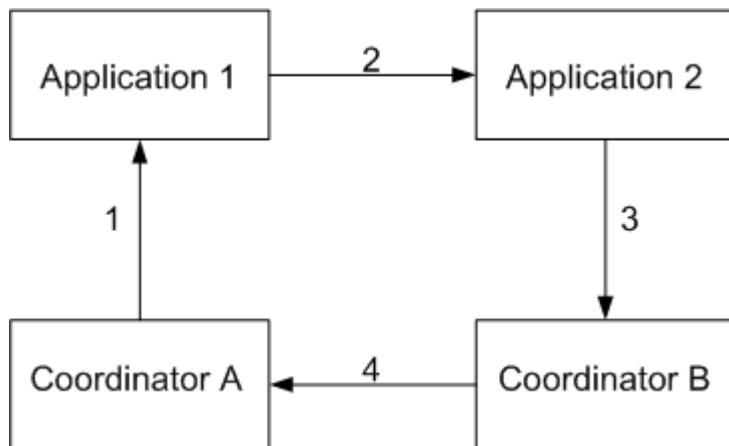 Application 1
2
Application 2
1
3
Coordinator A
4
Coordinator B